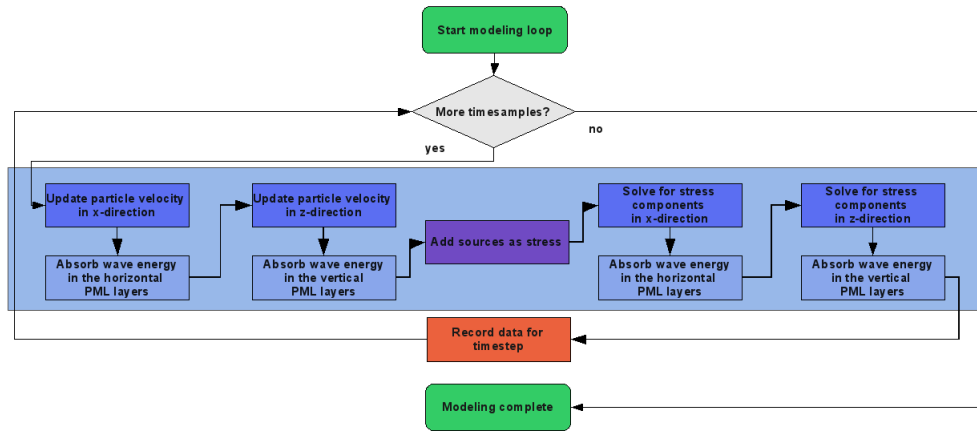 Start modeling loop
More timesamples?
no
yes
Update particle velocity
in x-direction
Absorb wave energy
in the horizontal
PML layers
Update particle velocity
in z-direction
Absorb wave energy
in the vertical
PML layers
Add sources as stress
Solve for stress
components
in x-direction
Absorb wave energy
in the horizontal
PML layers
Solve for stress
components
in z-direction
Absorb wave energy
in the vertical
PML layers
Record data for
timestep
Modeling complete